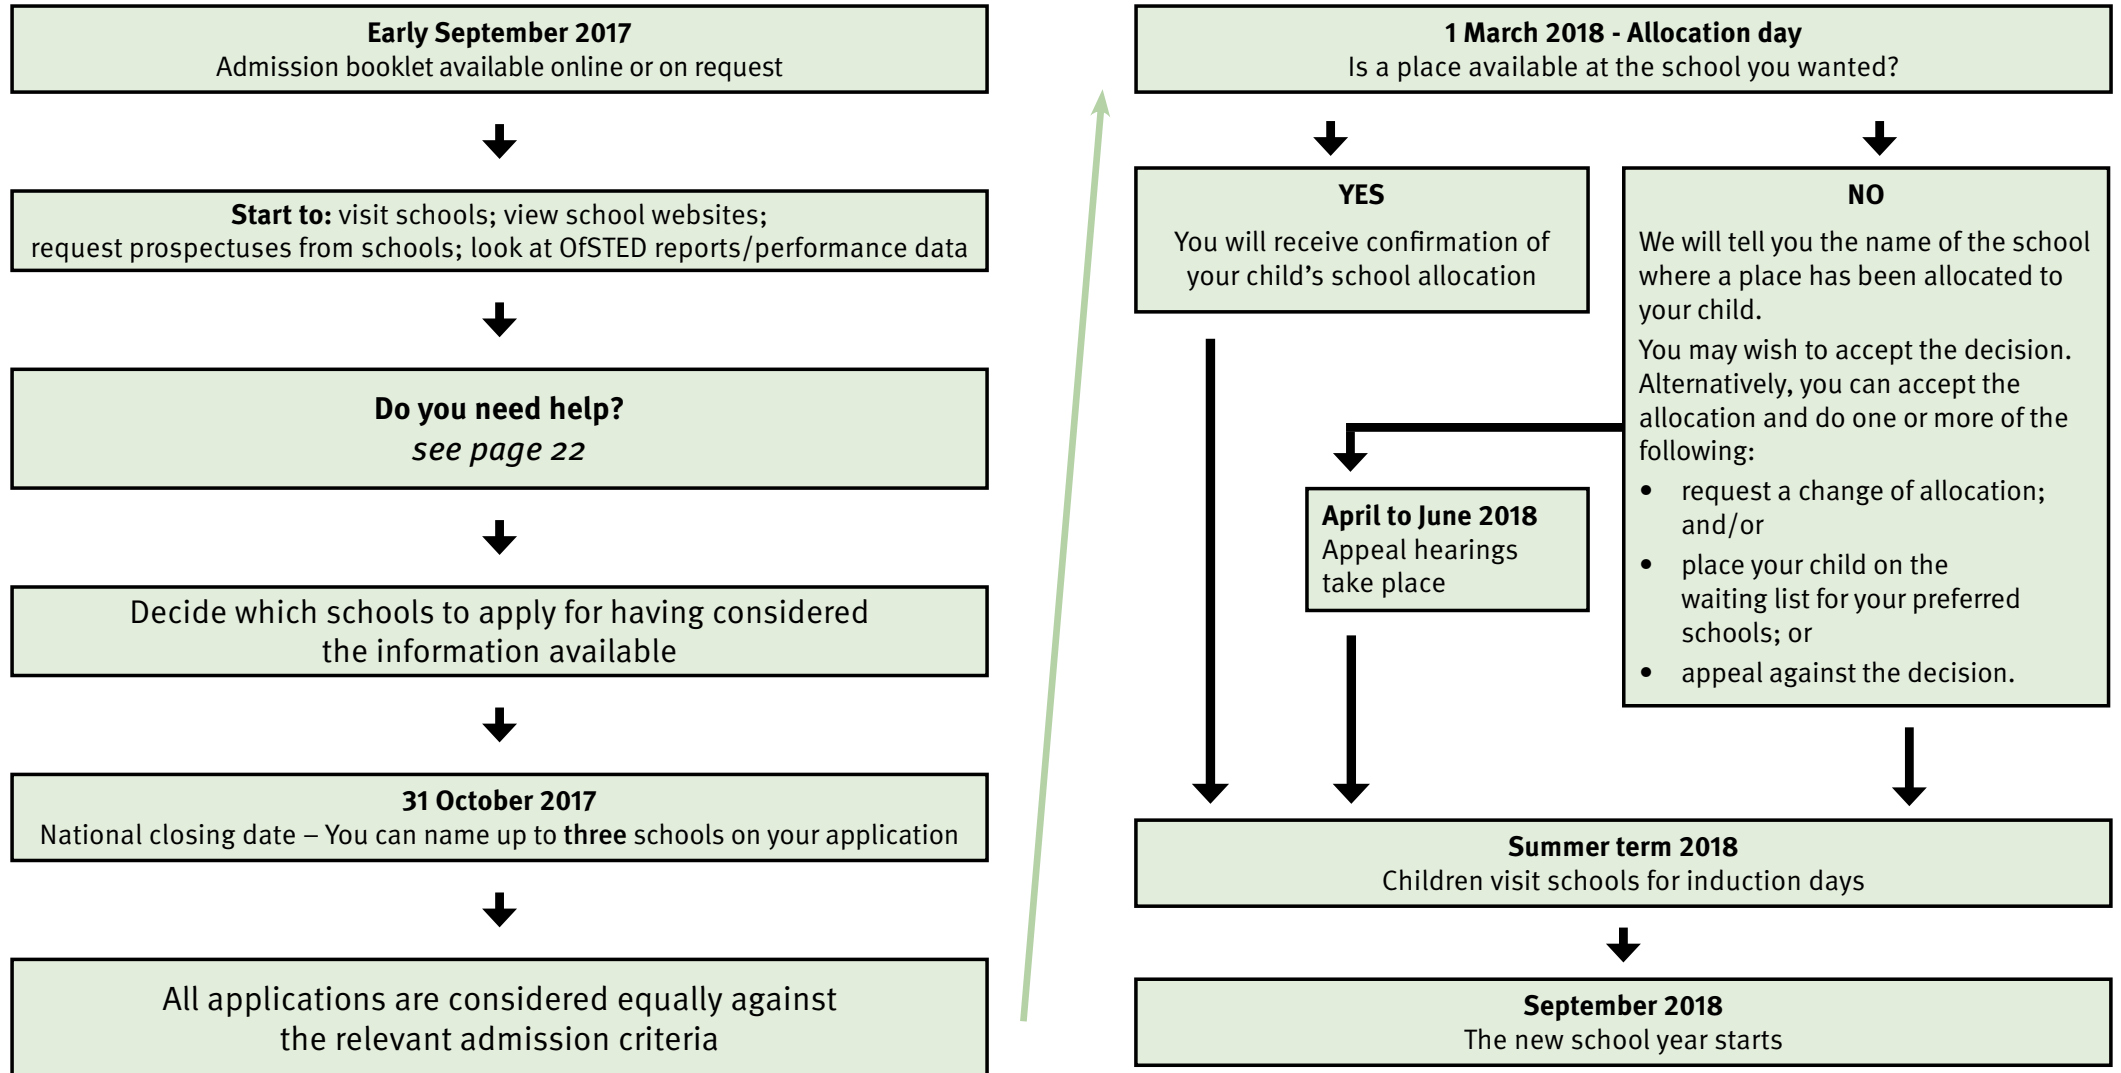 Early September 2017
Admission booklet available online or on request
Start to: visit schools; view school websites;
request prospectuses from schools; look at OfSTED reports/performance data
Do you need help?
see page 22
Decide which schools to apply for having considered
the information available
31 October 2017
National closing date – You can name up to three schools on your application
All applications are considered equally against
the relevant admission criteria
1 March 2018 - Allocation day
Is a place available at the school you wanted?
YES
You will receive confirmation of
your child’s school allocation
NO
We will tell you the name of the school
where a place has been allocated to
your child.
You may wish to accept the decision.
Alternatively, you can accept the
allocation and do one or more of the
following:
• request a change of allocation;
and/or
• place your child on the
waiting list for your preferred
schools; or
• appeal against the decision.
April to June 2018
Appeal hearings
take place
Summer term 2018
Children visit schools for induction days
September 2018
The new school year starts